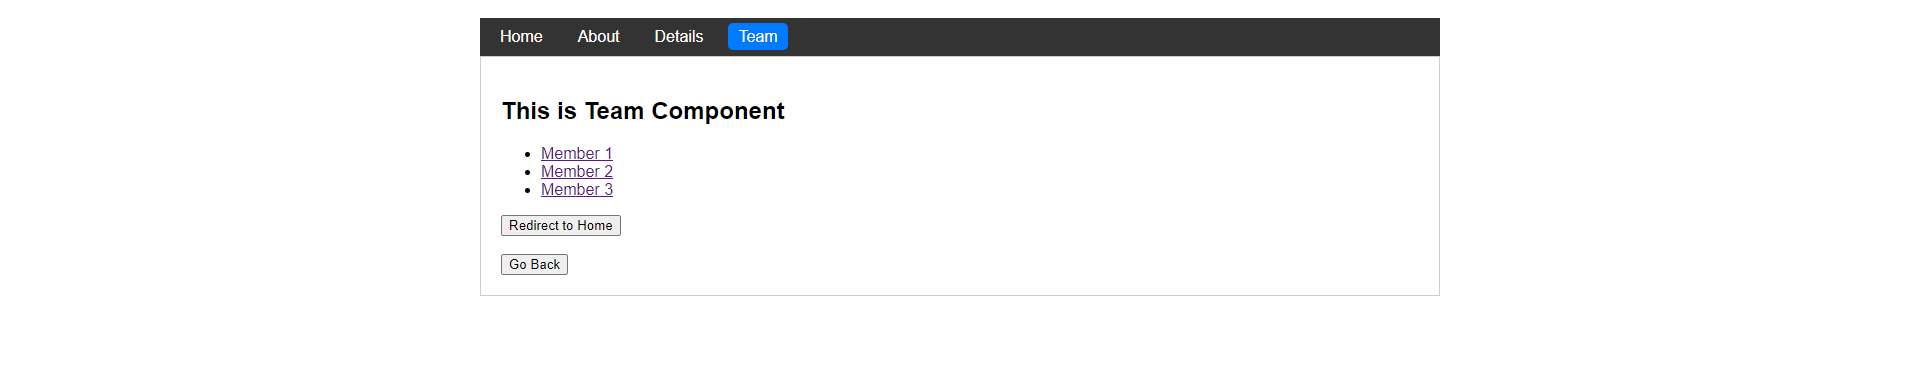 Home About Details Team
This is Team Component
Member 1
Member 2
Member 3
Redirect to Home
Go Back